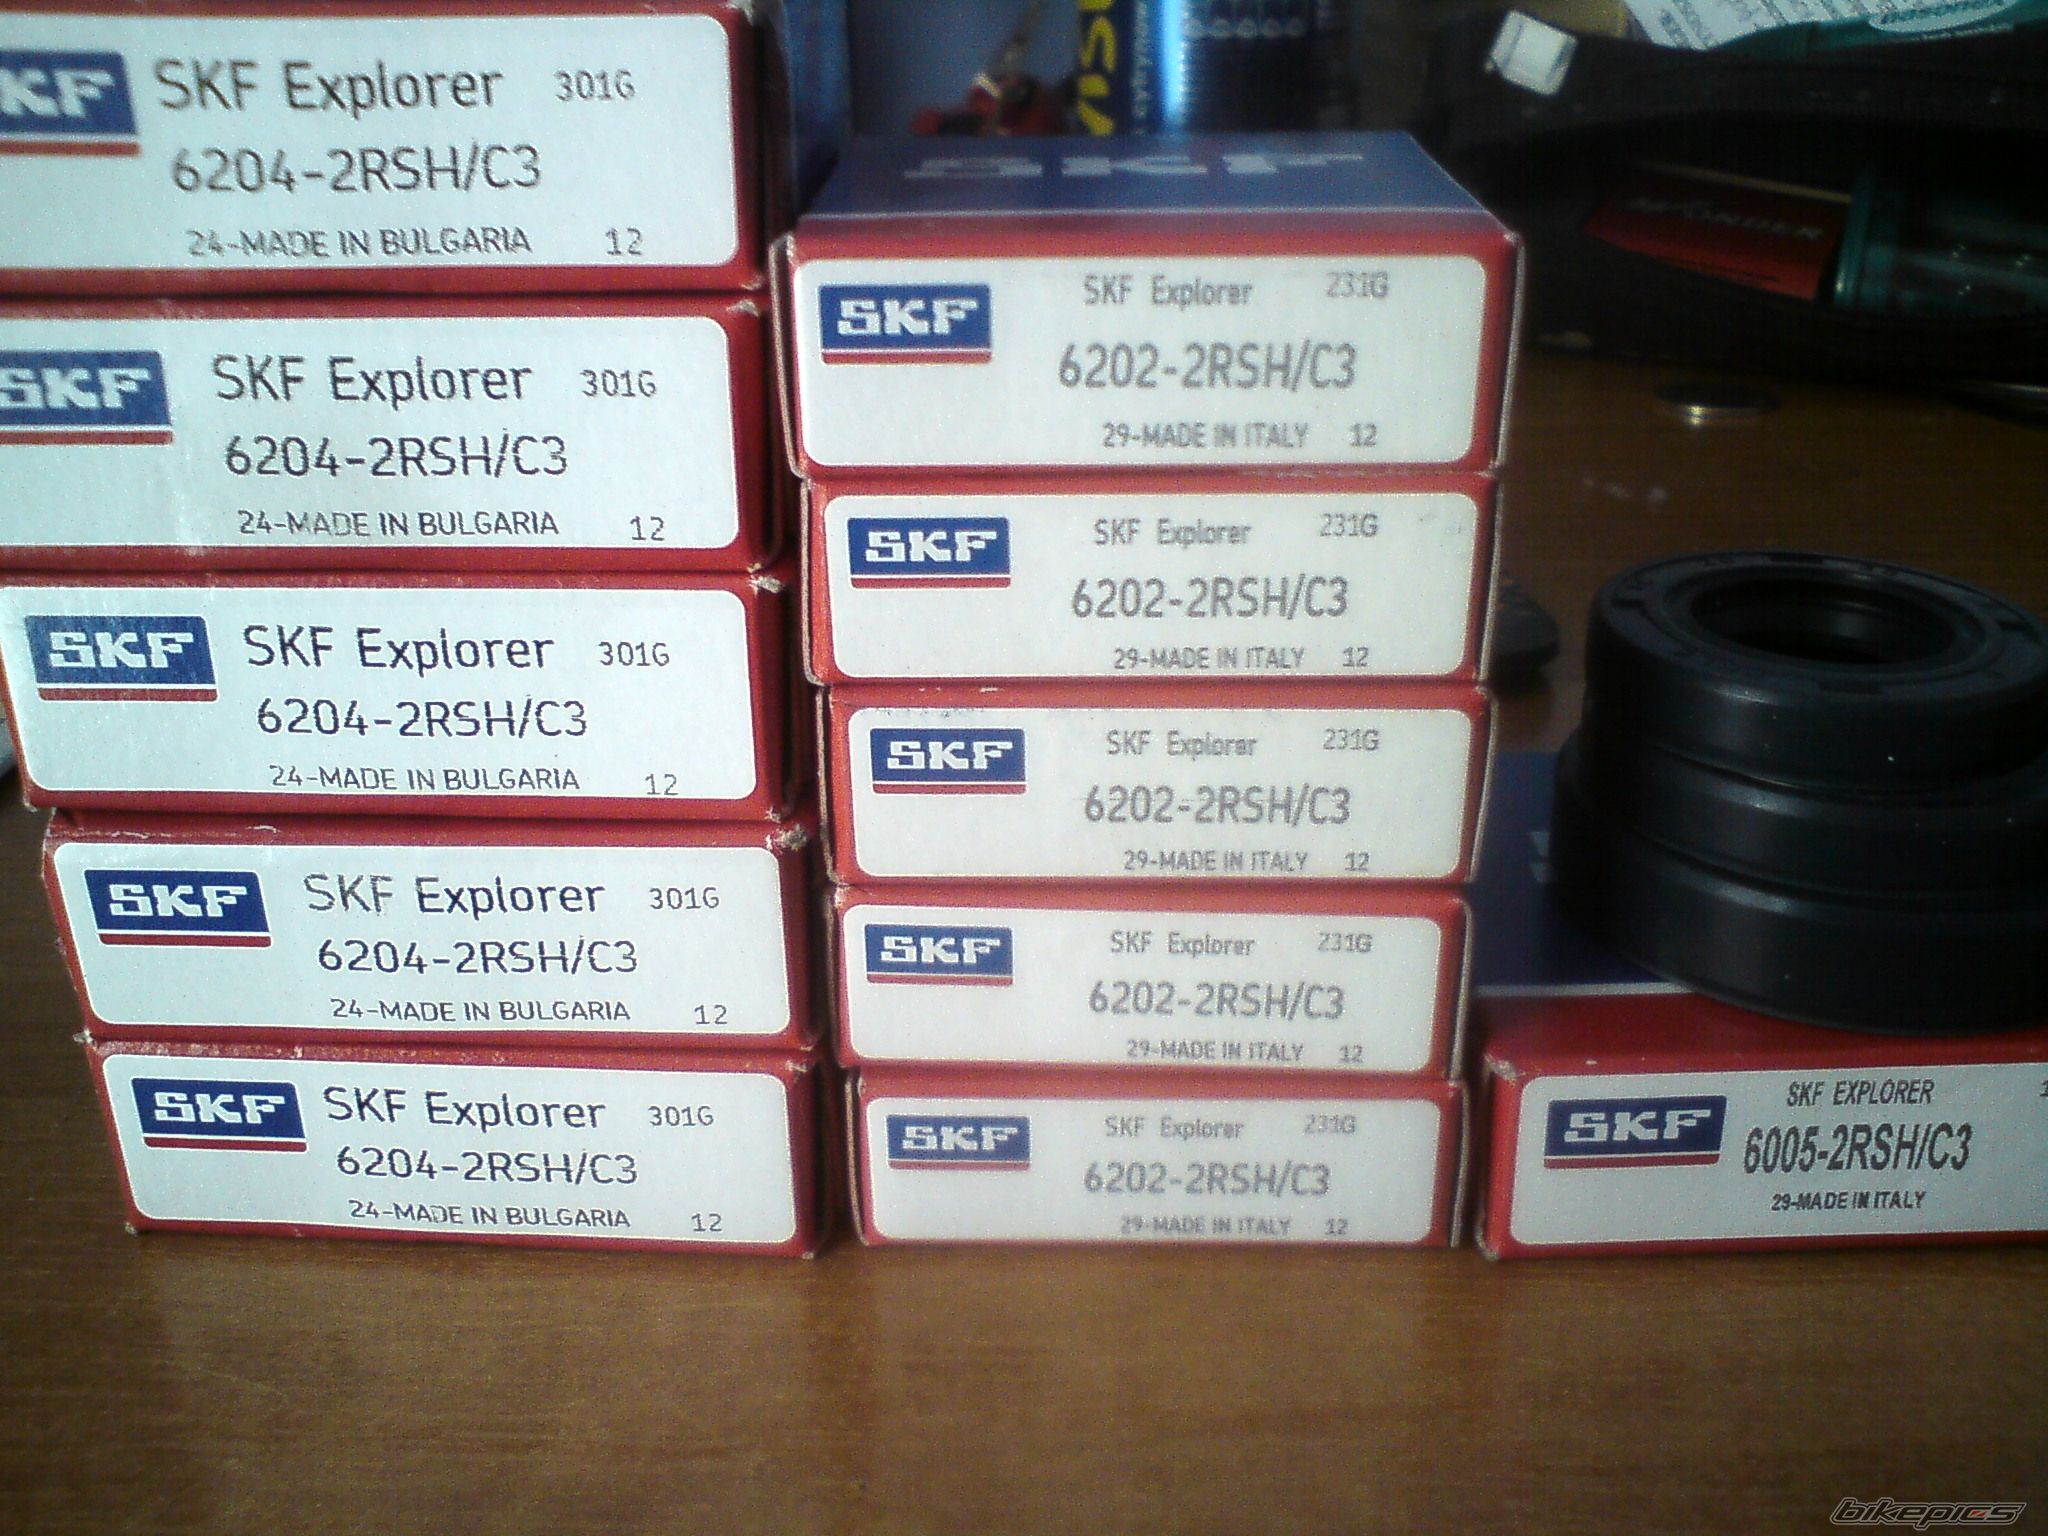 SKF
SKF Explorer 301G
6204-2RSH/C3
24-MADE IN BULGARIA 12
SKF
SKF Explorer 301G
6204-2RSH/C3
24-MADE IN BULGARIA 12
SKF
SKF Explorer 301G
6204-2RSH/C3
24-MADE IN BULGARIA 12
SKF
SKF Explorer 301G
6204-2RSH/C3
24-MADE IN BULGARIA 12
SKF
SKF Explorer 301G
6204-2RSH/C3
24-MADE IN BULGARIA 12
SKF
SKF
SKF Explorer 231G
6202-2RSH/C3
29-MADE IN ITALY 12
SKF
SKF Explorer 231G
6202-2RSH/C3
29-MADE IN ITALY 12
SKF
SKF Explorer 231G
6202-2RSH/C3
29-MADE IN ITALY 12
SKF
SKF Explorer 231G
6202-2RSH/C3
29-MADE IN ITALY 12
SKF
SKF Explorer 231G
6202-2RSH/C3
29-MADE IN ITALY 12
SKF
SKF EXPLORER
6005-2RSH/C3
29-MADE IN ITALY
bikepics